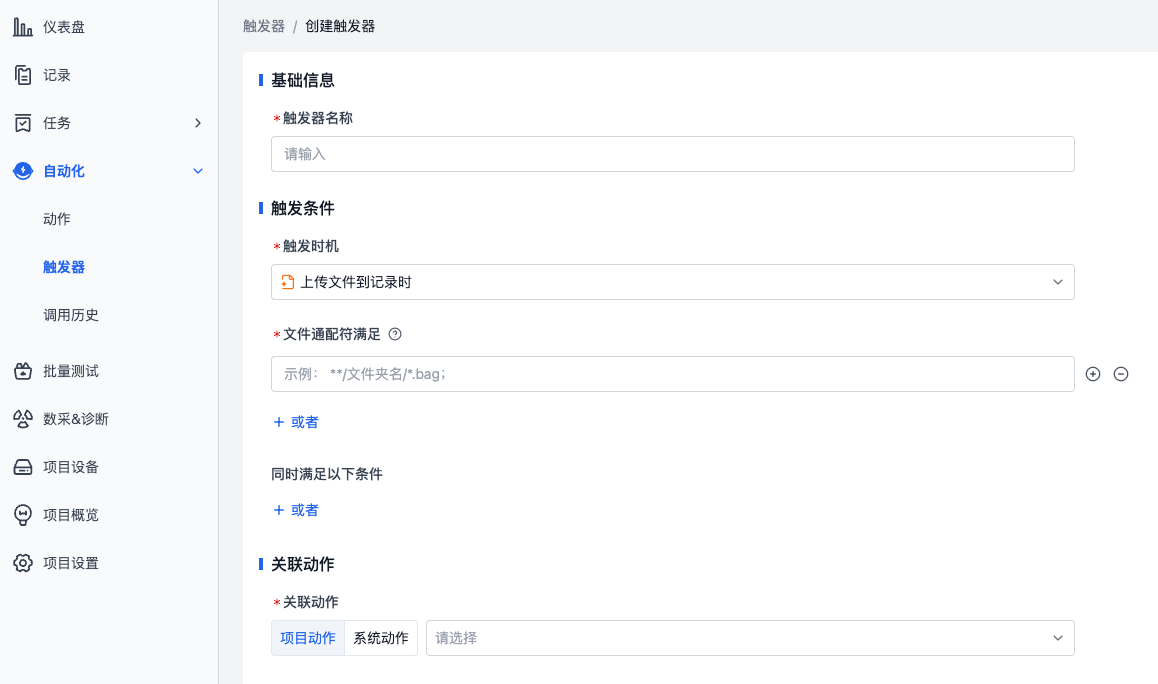 仪表盘
记录
任务
自动化
动作
触发器
调用历史
批量测试
数采&诊断
项目设备
项目概览
项目设置
触发器 / 创建触发器
基础信息
*触发器名称
请输入
触发条件
*触发时机
上传文件到记录时
*文件通配符满足
示例： **/文件夹名/*.bag；
+ 或者
同时满足以下条件
+ 或者
关联动作
*关联动作
项目动作 系统动作 请选择